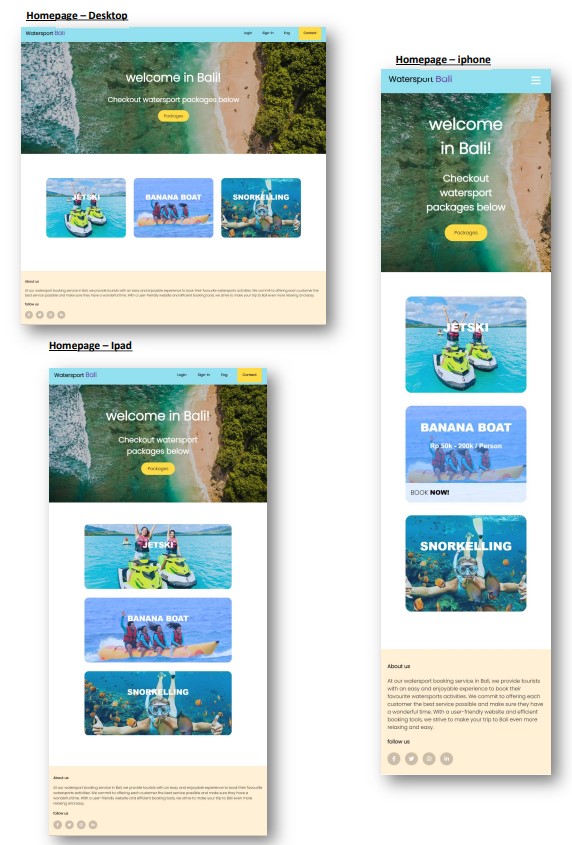 Homepage – Desktop
Watersport Bali
Login Sign-In Eng Contact
welcome in Bali!
Checkout watersport packages below
Packages
JETSKI BANANA BOAT SNORKELLING
About us
At our watersport booking service in Bali, we provide tourists with an easy and enjoyable experience to book their favourite watersports activities. We commit to offering each customer the
best service possible and make sure they have a wonderful time. With a user-friendly website and efficient booking tools, we strive to make your trip to Bali even more relaxing and easy.
follow us
Homepage – Ipad
Watersport Bali
Login Sign-In Eng Contact
welcome in Bali!
Checkout watersport
packages below
Packages
JETSKI
BANANA BOAT
SNORKELLING
About us
At our watersport booking service in Bali, we provide tourists with an easy and enjoyable experience to book their favourite
watersports activities. We commit to offering each customer the best service possible and make sure they have a
wonderful time. With a user-friendly website and efficient booking tools, we strive to make your trip to Bali even more
relaxing and easy.
follow us
Homepage – iphone
Watersport Bali
welcome
in Bali!
Checkout
watersport
packages below
Packages
JETSKI
BANANA BOAT
Rp 50k - 200k / Person
BOOK NOW!
SNORKELLING
About us
At our watersport booking service in Bali, we provide tourists
with an easy and enjoyable experience to book their
favourite watersports activities. We commit to offering each
customer the best service possible and make sure they have
a wonderful time. With a user-friendly website and efficient
booking tools, we strive to make your trip to Bali even more
relaxing and easy.
follow us